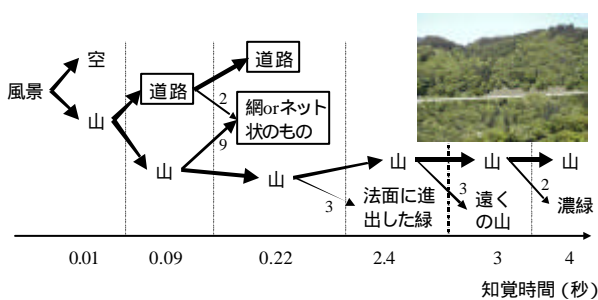 風景
空
山
道路
山
道路
2
網orネット
状のもの
9
山
3
山
法面に進
出した緑
山
3
遠く
の山
山
2
濃緑
0.01
0.09
0.22
2.4
3
4
知覚時間(秒)